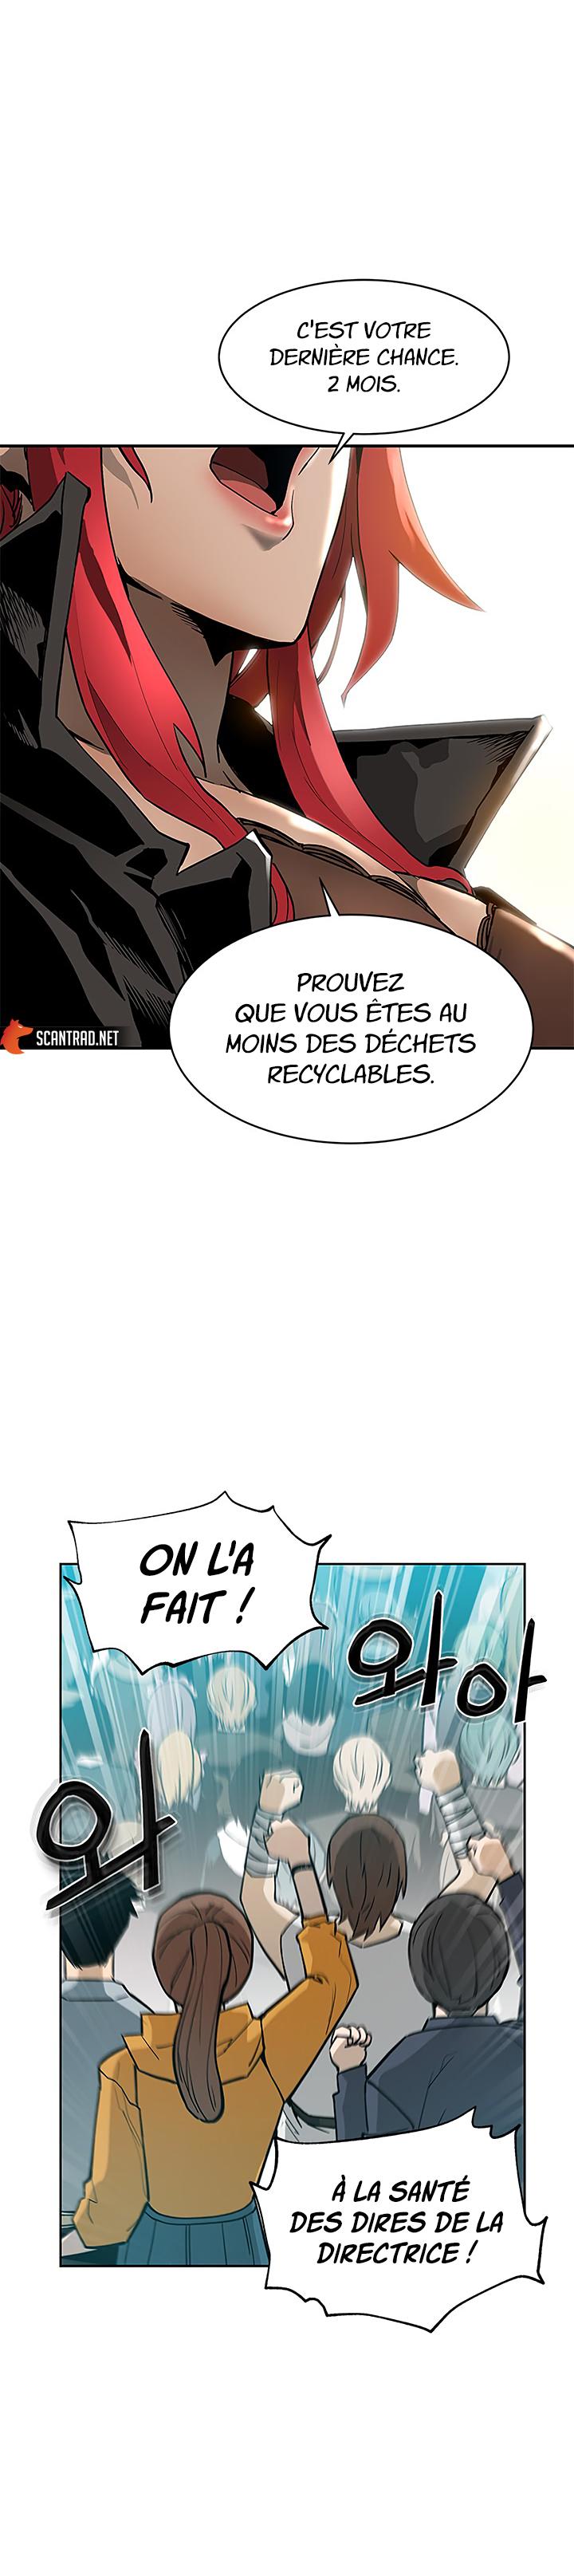 C'EST VOTRE
DERNIÈRE CHANCE.
2 MOIS.
PROUVEZ
QUE VOUS ÊTES AU
MOINS DES DÉCHETS
RECYCLABLES.
SCANTRAD.NET
ON L'A
FAIT !
와아
와
À LA SANTÉ
DES DIRES DE LA
DIRECTRICE !